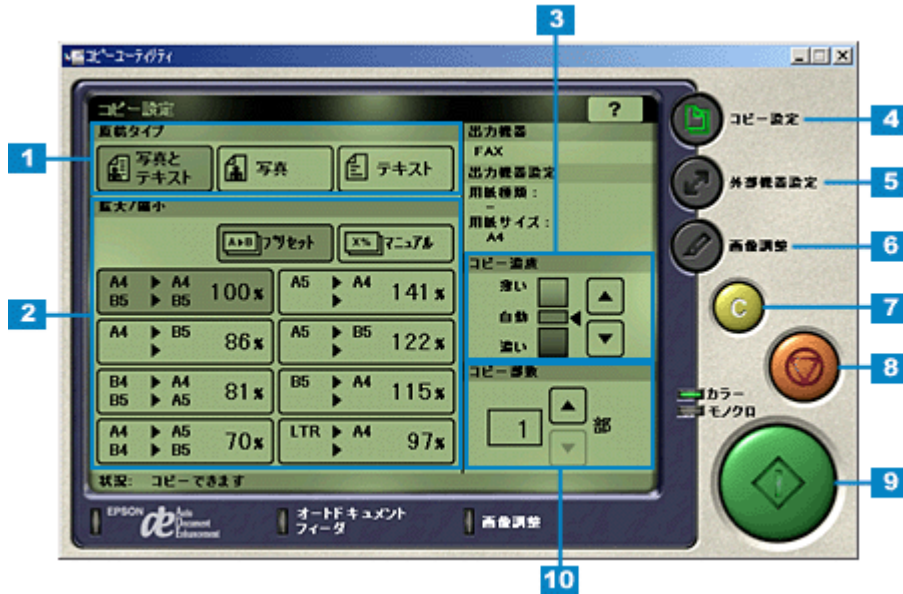 3
コピーユーティリティ
コピー設定
?
コピー設定
4
原稿タイプ
出力機器
FAX
1
写真と
テキスト
写真
テキスト
出力機器設定
用紙種類：
-
用紙サイズ：
A4
外部機器設定
5
拡大/縮小
A▶B プリセット
X% マニュアル
画像調整
6
コピー濃度
薄い
自動
濃い
2
A4 ▶ A4
B5 ▶ B5
100%
A5 ▶ A4
▶
141%
C
7
A4 ▶ B5
▶
86%
A5 ▶ B5
▶
122%
8
コピー部数
1
部
B4 ▶ A4
B5 ▶ A5
81%
B5 ▶ A4
▶
115%
カラー
モノクロ
A4 ▶ A5
B4 ▶ B5
70%
LTR ▶ A4
▶
97%
9
状況: コピーできます
EPSON
Auto
Document
Enhancement
オートドキュメント
フィーダ
画像調整
10